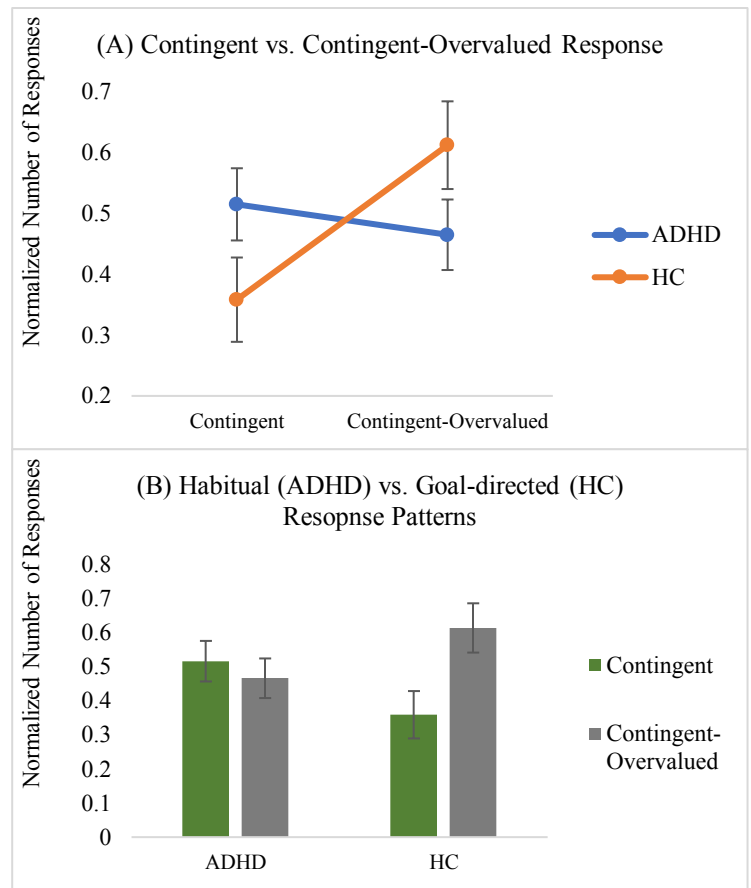 (A) Contingent vs. Contingent-Overvalued Response
Normalized Number of Responses
0.7
0.6
0.5
0.4
0.3
0.2
Contingent
Contingent-Overvalued
ADHD
HC
(B) Habitual (ADHD) vs. Goal-directed (HC)
Resopnse Patterns
Normalized Number of Responses
0.8
0.7
0.6
0.5
0.4
0.3
0.2
0.1
0
ADHD
HC
Contingent
Contingent-
Overvalued